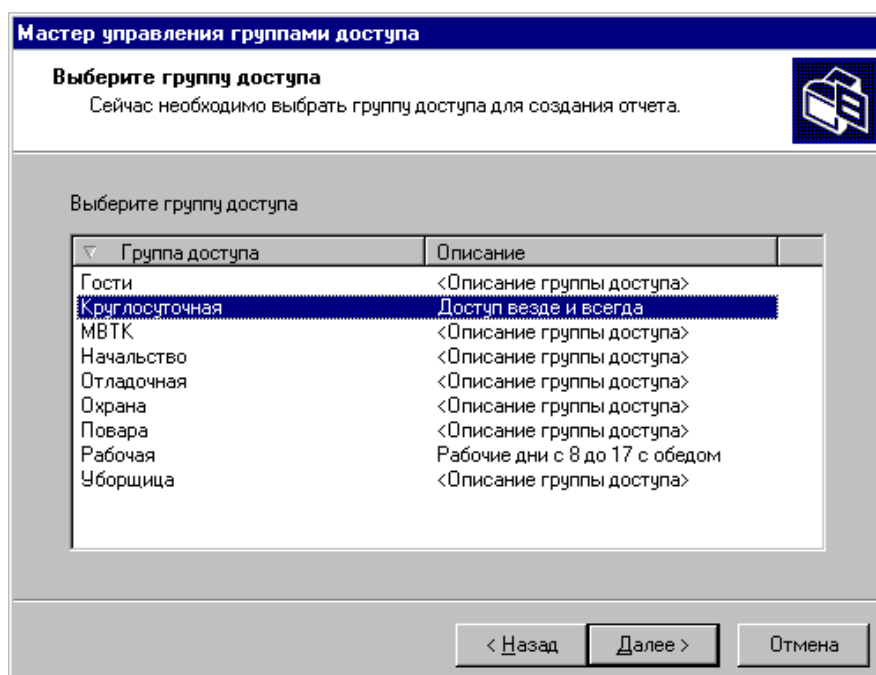 Мастер управления группами доступа
Выберите группу доступа
Сейчас необходимо выбрать группу доступа для создания отчета.
Выберите группу доступа
Группа доступа Описание
Гости <Описание группы доступа>
Круглосуточная Доступ везде и всегда
МВТК <Описание группы доступа>
Начальство <Описание группы доступа>
Отладочная <Описание группы доступа>
Охрана <Описание группы доступа>
Повара <Описание группы доступа>
Рабочая Рабочие дни с 8 до 17 с обедом
Уборщица <Описание группы доступа>
< Назад Далее > Отмена